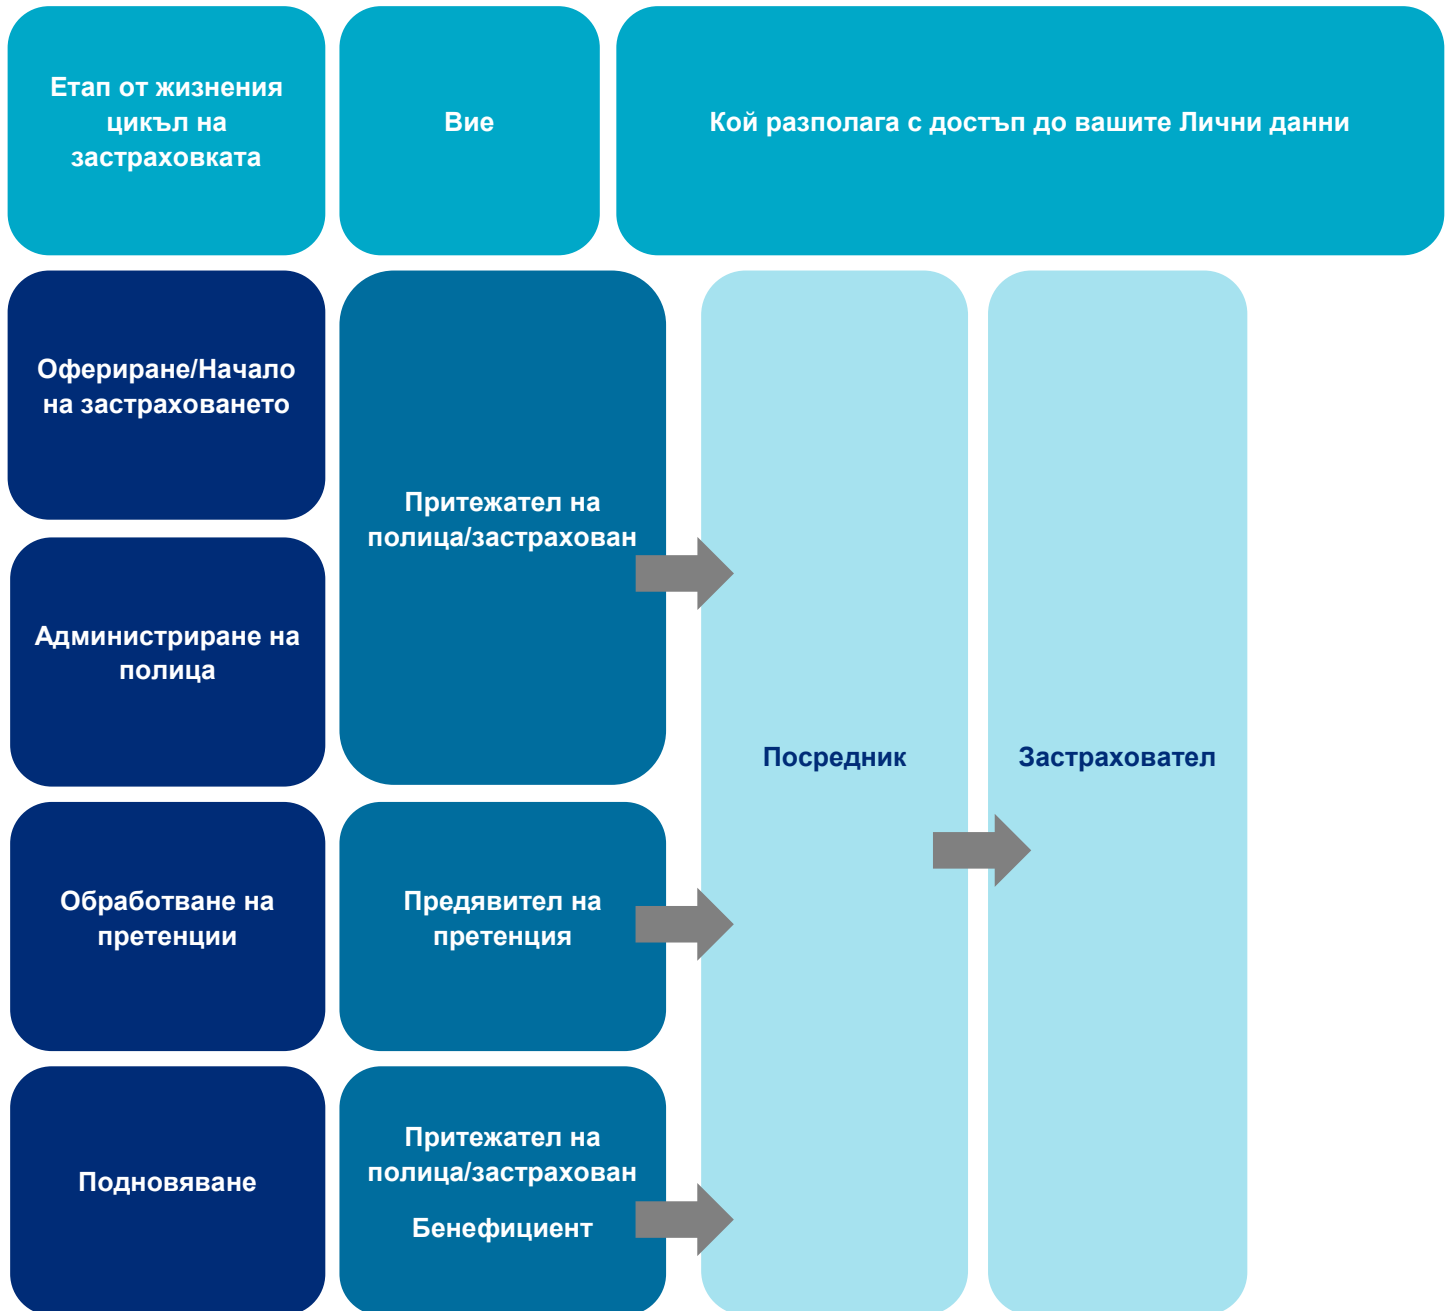 Етап от жизнения
цикъл на
застраховката
Вие
Кой разполага с достъп до вашите Лични данни
Офериране/Начало
на застраховането
Притежател на
полица/застрахован
Администриране на
полица
Посредник
Застраховател
Обработване на
претенции
Предявител на
претенция
Подновяване
Притежател на
полица/застрахован
Бенефициент